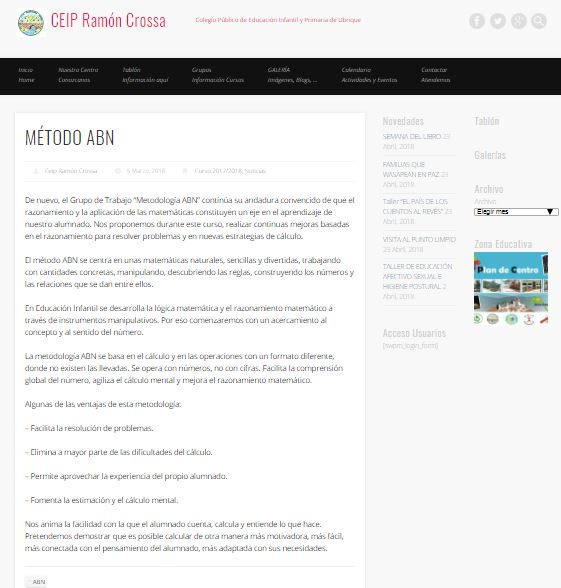 CEIP Ramón Crossa
Colegio Público de Educación Infantil y Primaria de Ubrique
Inicio
Home
Nuestro Centro
Conozcanos
Tablón
Información aquí
Grupos
Información Cursos
GALERÍA
Imágenes, Blogs, ...
Calendario
Actividades y Eventos
Contactar
Atendemos
MÉTODO ABN
Ceip Ramón Crossa
5 Marzo, 2018
Curso 2017/2018, Noticias
De nuevo, el Grupo de Trabajo “Metodología ABN” continúa su andadura convencido de que el
razonamiento y la aplicación de las matemáticas constituyen un eje en el aprendizaje de
nuestro alumnado. Nos proponemos durante este curso, realizar continuas mejoras basadas
en el razonamiento para resolver problemas y en nuevas estrategias de cálculo.
El método ABN se centra en unas matemáticas naturales, sencillas y divertidas, trabajando
con cantidades concretas, manipulando, descubriendo las reglas, construyendo los números y
las relaciones que se dan entre ellos.
En Educación Infantil se desarrolla la lógica matemática y el razonamiento matemático a
través de instrumentos manipulativos. Por eso comenzaremos con un acercamiento al
concepto y al sentido del número.
La metodología ABN se basa en el cálculo y en las operaciones con un formato diferente,
donde no existen las llevadas. Se opera con números, no con cifras. Facilita la comprensión
global del número, agiliza el cálculo mental y mejora el razonamiento matemático.
Algunas de las ventajas de esta metodología:
– Facilita la resolución de problemas.
– Elimina a mayor parte de las dificultades del cálculo.
– Permite aprovechar la experiencia del propio alumnado.
– Fomenta la estimación y el cálculo mental.
Nos anima la facilidad con la que el alumnado cuenta, calcula y entiende lo que hace.
Pretendemos demostrar que es posible calcular de otra manera más motivadora, más fácil,
más conectada con el pensamiento del alumnado, más adaptada con sus necesidades.
ABN
Novedades
SEMANA DEL LIBRO 23
Abril, 2018
FAMILIAS QUE
WASAPEAN EN PAZ 23
Abril, 2018
Taller “EL PAÍS DE LOS
CUENTOS AL REVÉS” 23
Abril, 2018
VISITA AL PUNTO LIMPIO
23 Abril, 2018
TALLER DE EDUCACIÓN
AFECTIVO SEXUAL E
HIGIENE POSTURAL 2
Abril, 2018
Acceso Usuarios
[swpm_login_form]
Tablón
Galerías
Archivo
Archivo
Elegir mes
Zona Educativa
Plan de Centro